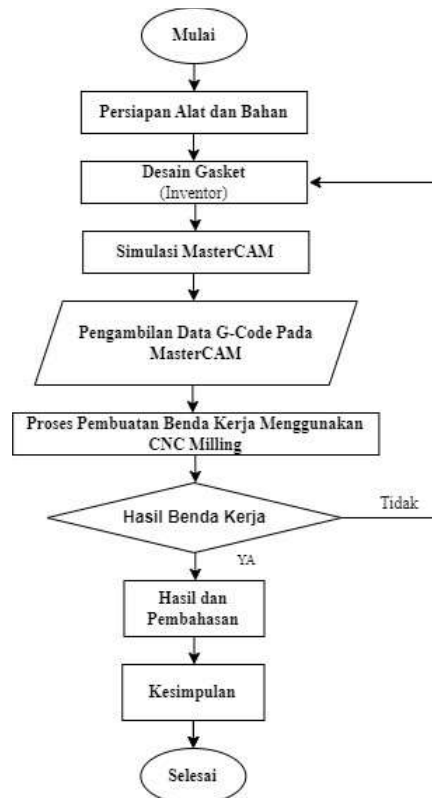 Mulai
Persiapan Alat dan Bahan
Desain Gasket
(Inventor)
Simulasi MasterCAM
Pengambilan Data G-Code Pada
MasterCAM
Proses Pembuatan Benda Kerja Menggunakan
CNC Milling
Hasil Benda Kerja
Tidak
YA
Hasil dan
Pembahasan
Kesimpulan
Selesai